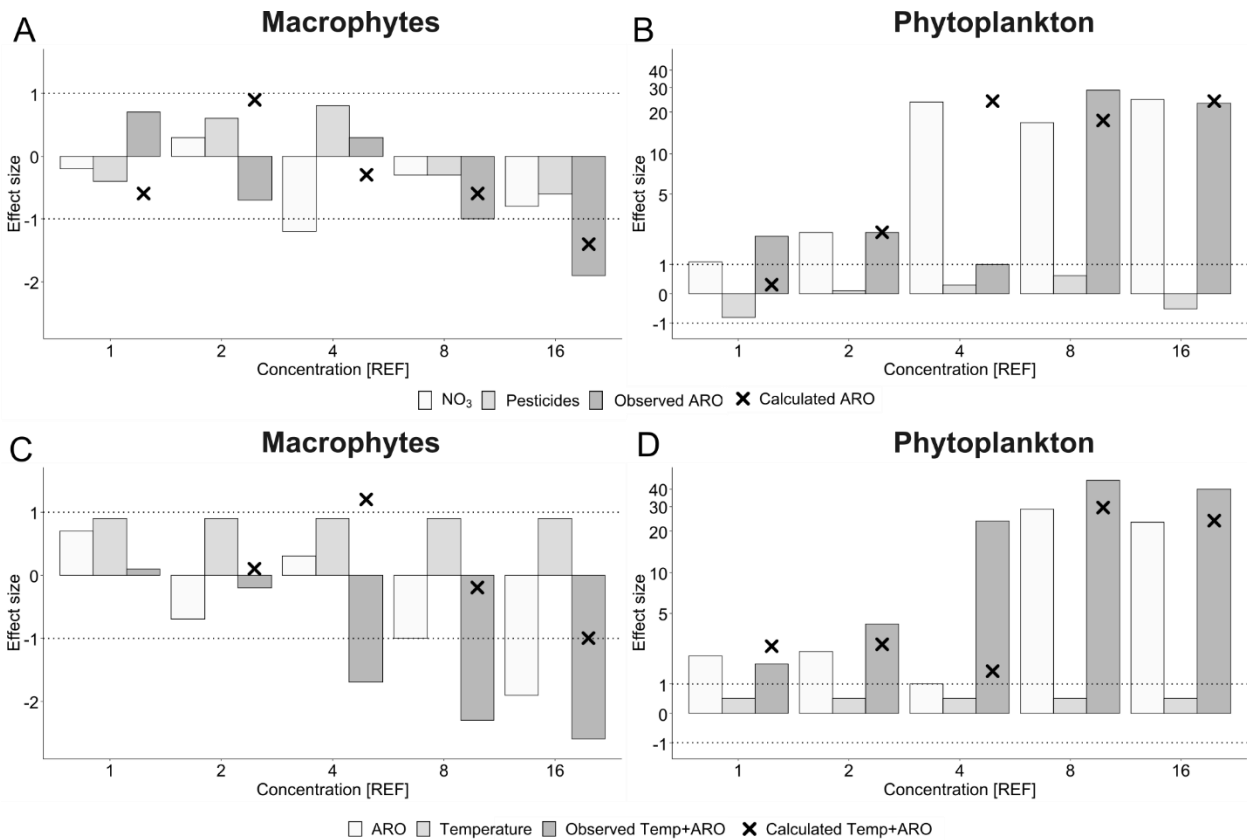 A
Macrophytes
Effect size
1
0
-1
-2
1 2 4 8 16
Concentration [REF]
B
Phytoplankton
Effect size
40
30
20
10
5
1
0
-1
1 2 4 8 16
Concentration [REF]
NO₃ Pesticides Observed ARO Calculated ARO
C
Macrophytes
Effect size
1
0
-1
-2
1 2 4 8 16
Concentration [REF]
D
Phytoplankton
Effect size
40
30
20
10
5
1
0
-1
1 2 4 8 16
Concentration [REF]
ARO Temperature Observed Temp+ARO Calculated Temp+ARO